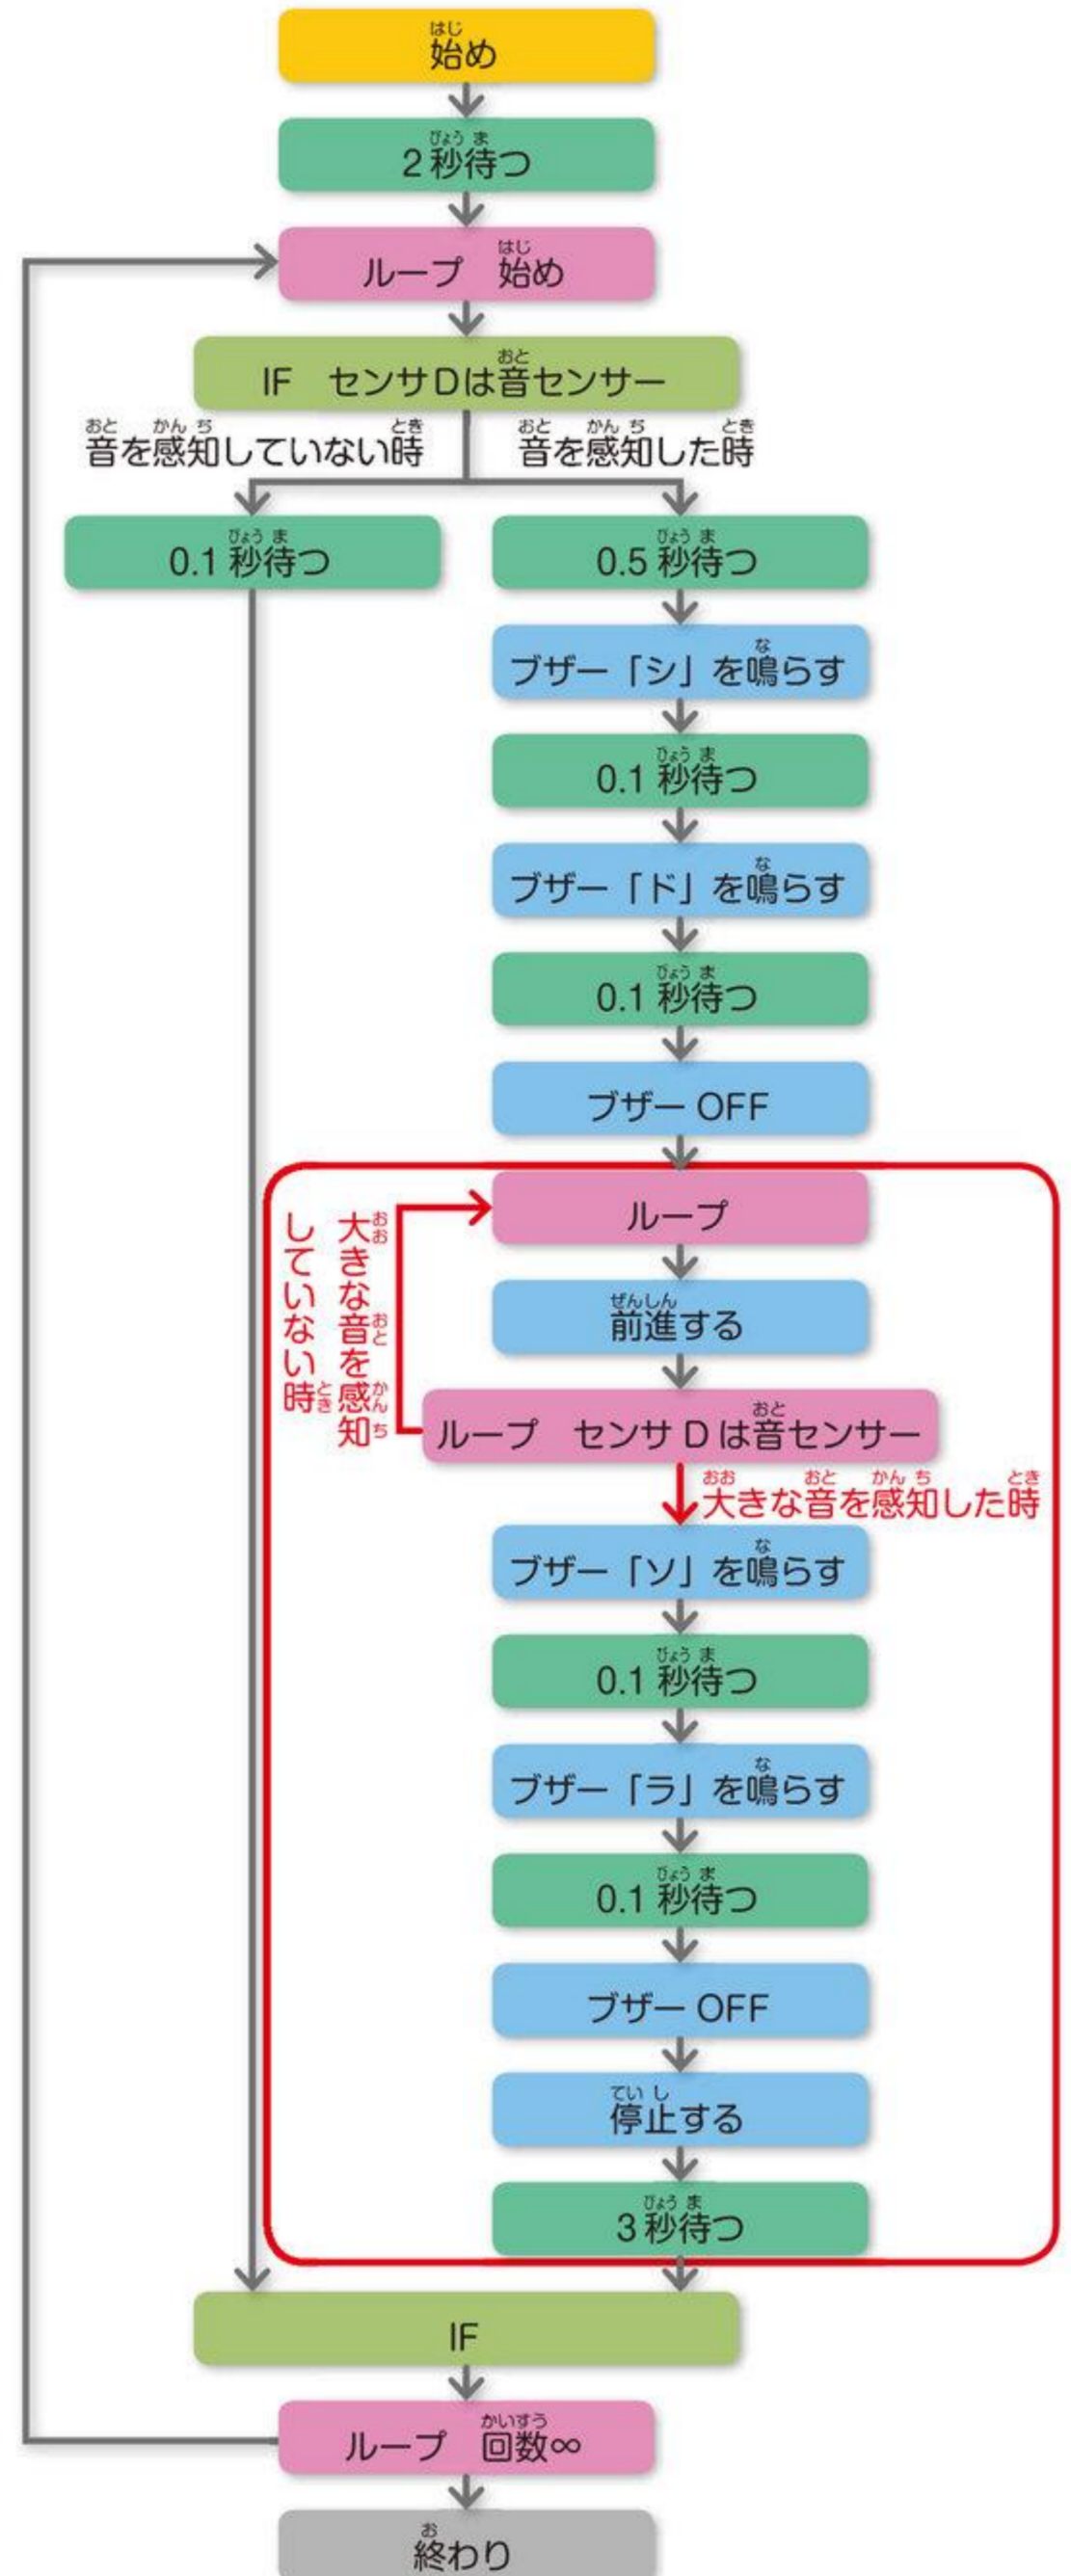 始め
2秒待つ
ループ　始め
IF　センサDは音センサー
音を感知していない時
音を感知した時
0.1 秒待つ
0.5 秒待つ
ブザー「シ」を鳴らす
0.1 秒待つ
ブザー「ド」を鳴らす
0.1 秒待つ
ブザー OFF
ループ
前進する
ループ　センサ D は音センサー
大きな音を感知
していない時
大きな音を感知した時
ブザー「ソ」を鳴らす
0.1 秒待つ
ブザー「ラ」を鳴らす
0.1 秒待つ
ブザー OFF
停止する
3秒待つ
IF
ループ　回数∞
終わり